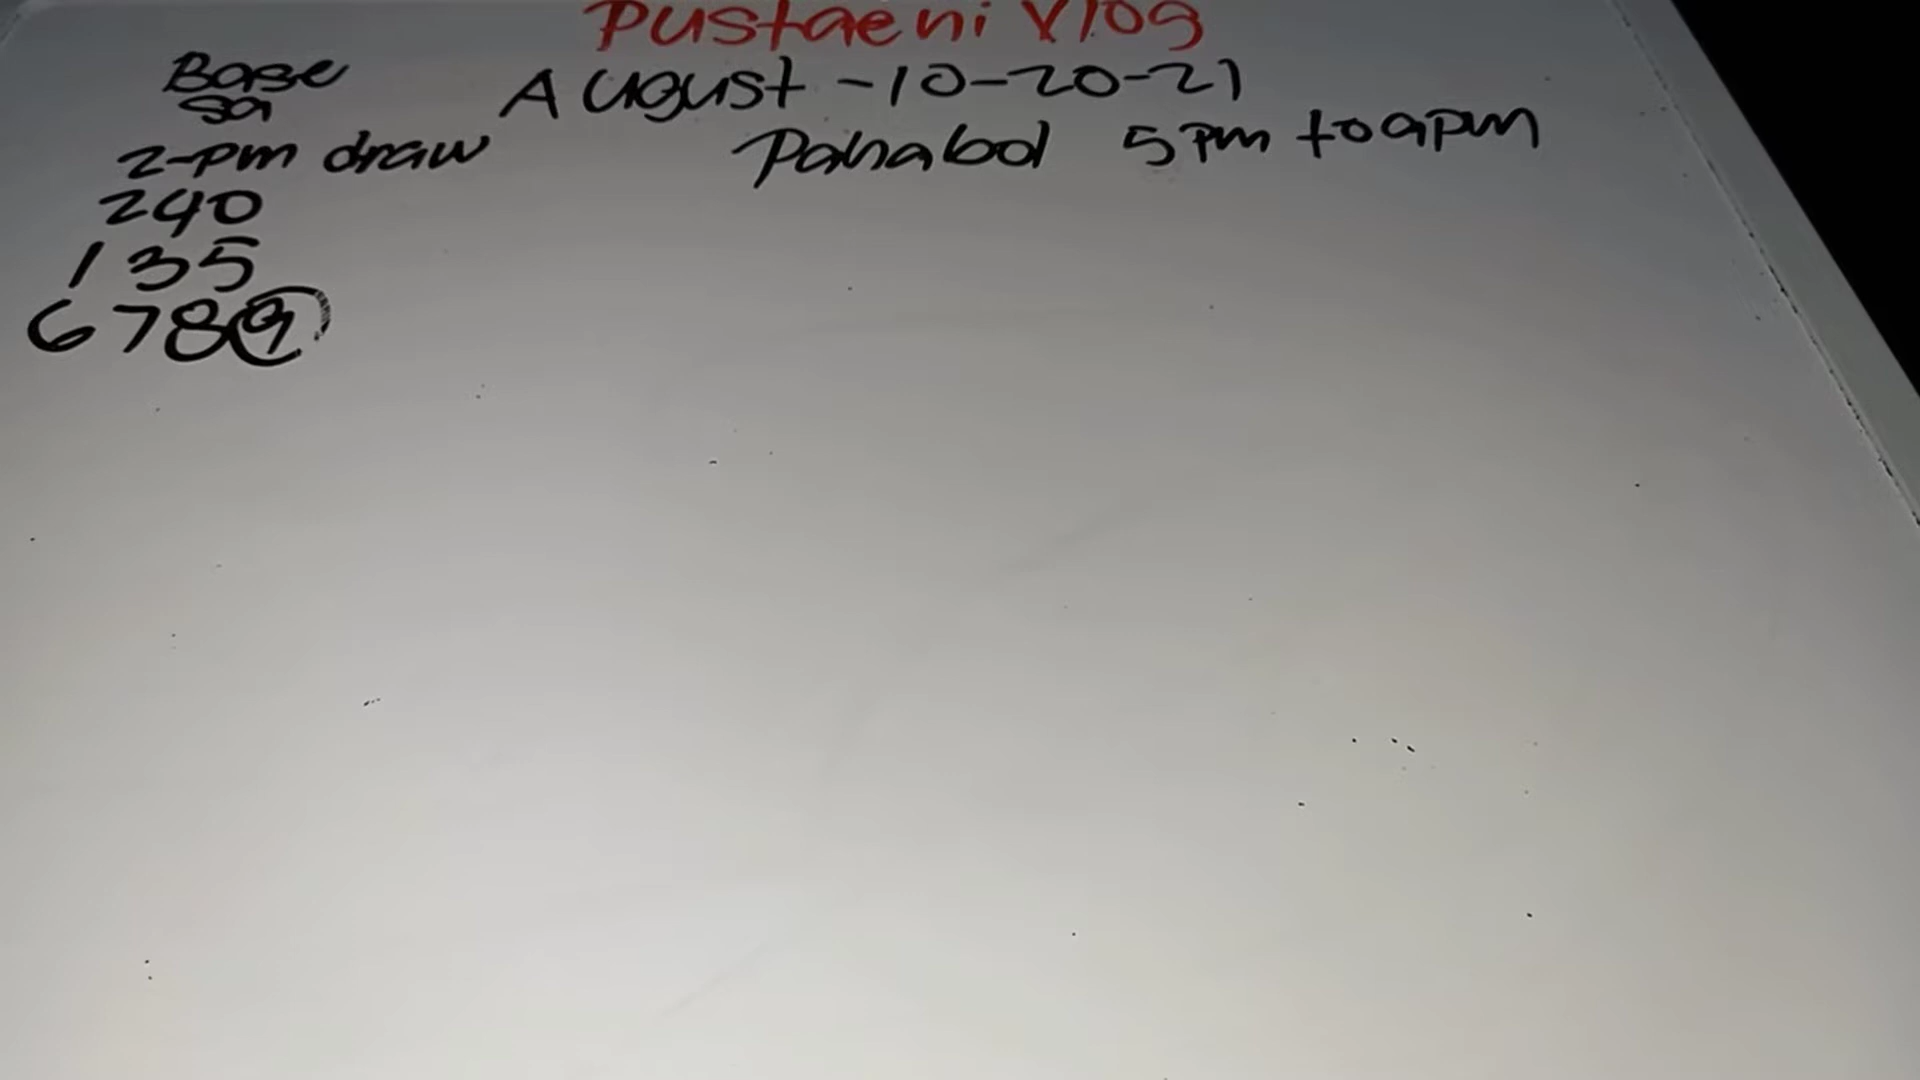 Pustaeni Vlog
Base
sa
2-pm draw
August -10-20-21
Pahabol 5pm to 9pm
240
135
6789